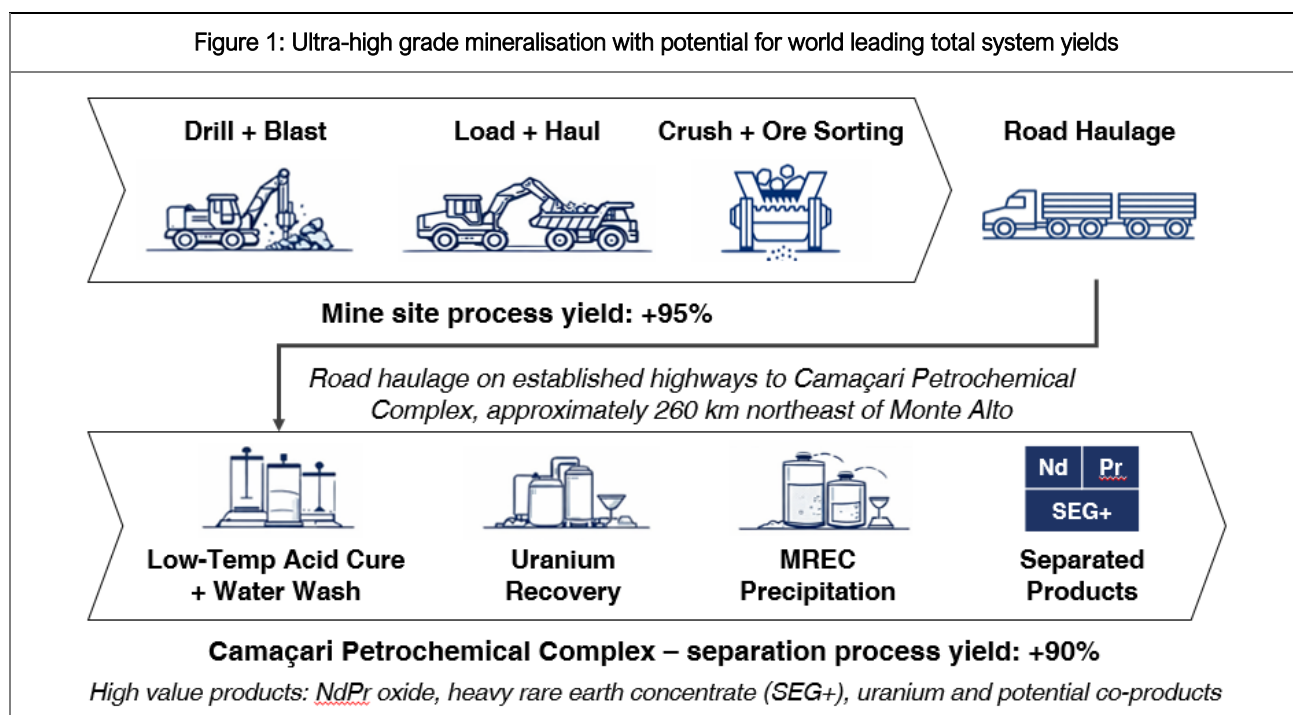 Figure 1: Ultra-high grade mineralisation with potential for world leading total system yields
Drill + Blast
Load + Haul
Crush + Ore Sorting
Road Haulage
Mine site process yield: +95%
Road haulage on established highways to Camaçari Petrochemical
Complex, approximately 260 km northeast of Monte Alto
Nd
Pr
SEG+
Low-Temp Acid Cure
+ Water Wash
Uranium
Recovery
MREC
Precipitation
Separated
Products
Camaçari Petrochemical Complex – separation process yield: +90%
High value products: NdPr oxide, heavy rare earth concentrate (SEG+), uranium and potential co-products